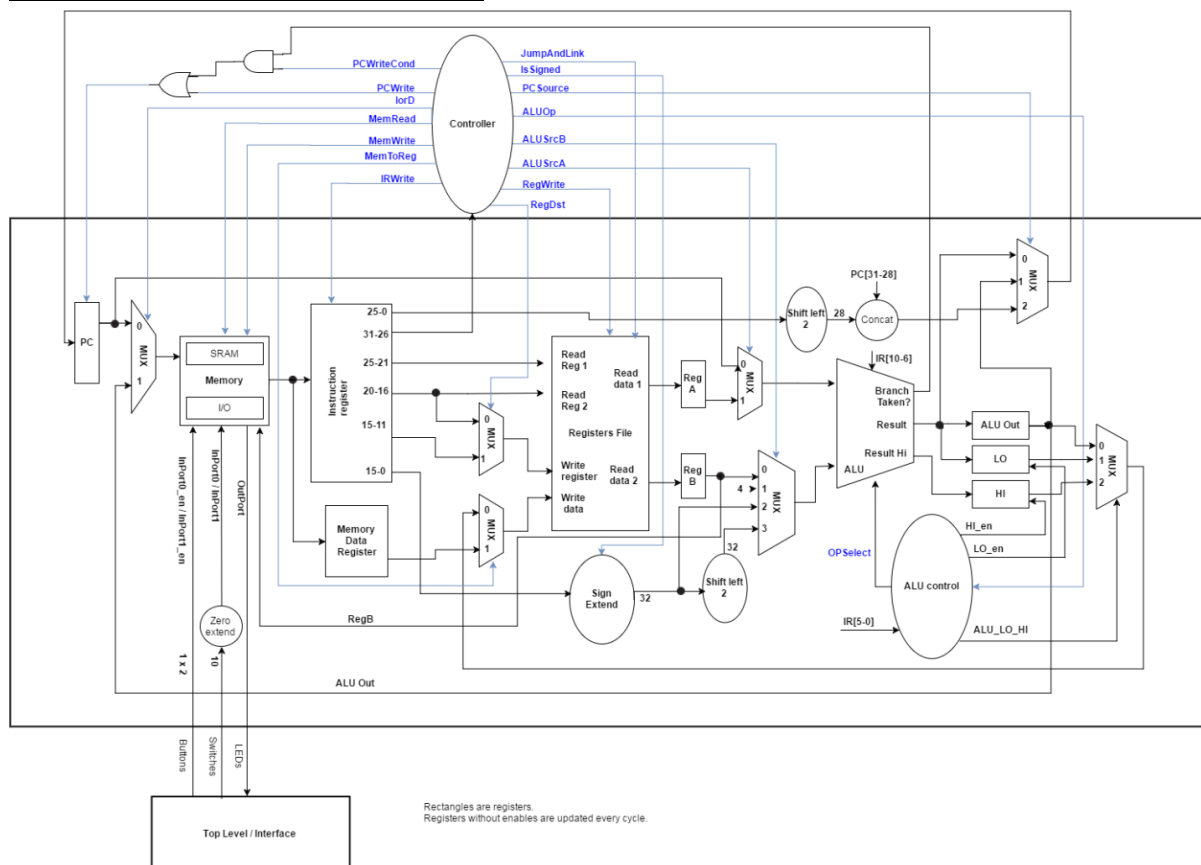 JumpAndLink
IsSigned
PCWriteCond
PCSource
PCWrite
IorD
ALUOp
MemRead
Controller
MemWrite
ALUSrcB
MemToReg
ALUSrcA
IRWrite
RegWrite
RegDst
PC[31-28]
0
MUX
1
2
25-0
Shift left
2
28
Concat
31-26
PC
0
MUX
1
SRAM
Memory
I/O
Instruction
register
25-21
20-16
15-11
15-0
Read
Reg 1
Read
Reg 2
Read
data 1
Registers File
Write
register
Read
data 2
Write
data
0
MUX
1
0
MUX
1
Reg
A
Reg
B
0
MUX
1
4
0
1
2
3
MUX
IR[10-6]
Branch
Taken?
Result
Result Hi
ALU
ALU Out
LO
HI
0
1
2
MUX
HI_en
LO_en
OPSelect
ALU control
IR[5-0]
ALU_LO_HI
InPort0_en / InPort1_en
InPort0 / InPort1
OutPort
Memory
Data
Register
32
Shift left
2
Sign
Extend
32
RegB
Zero
extend
1 x 2
10
ALU Out
Buttons
Switches
LEDs
Top Level / Interface
Rectangles are registers.
Registers without enables are updated every cycle.